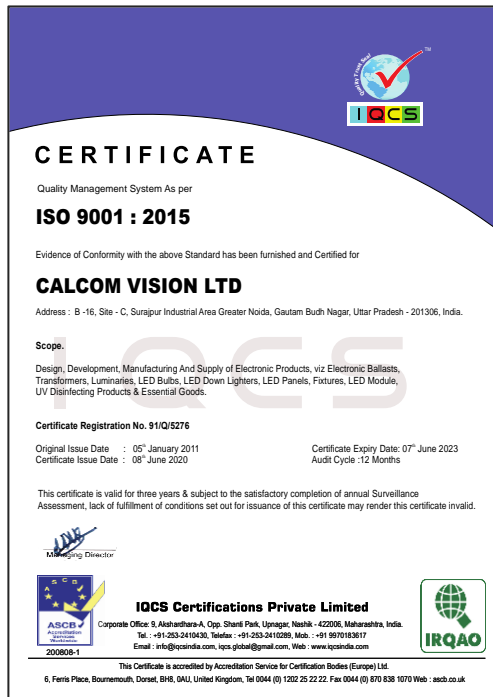 Quality Trust Seal
TM
IQCS
CERTIFICATE
Quality Management System As per
ISO 9001 : 2015
Evidence of Conformity with the above Standard has been furnished and Certified for
CALCOM VISION LTD
Address : B -16, Site - C, Surajpur Industrial Area Greater Noida, Gautam Budh Nagar, Uttar Pradesh - 201306, India.
IQCS
Scope.
Design, Development, Manufacturing And Supply of Electronic Products, viz Electronic Ballasts,
Transformers, Luminaries, LED Bulbs, LED Down Lighters, LED Panels, Fixtures, LED Module,
UV Disinfecting Products & Essential Goods.
Certificate Registration No. 91/Q/5276
Original Issue Date : 05th January 2011 Certificate Expiry Date: 07th June 2023
Certificate Issue Date : 08th June 2020 Audit Cycle :12 Months
This certificate is valid for three years & subject to the satisfactory completion of annual Surveillance
Assessment, lack of fulfillment of conditions set out for issuance of this certificate may render this certificate invalid.
Managing Director
ASCB
ASCB
Accreditation
Services
Worldwide
200808-1
IQCS Certifications Private Limited
Corporate Office: 9, Akshardhara-A, Opp. Shanti Park, Upnagar, Nashik - 422006, Maharashtra, India.
Tel. : +91-253-2410430, Telefax : +91-253-2410289, Mob. : +91 9970183617
Email : info@iqcsindia.com, iqcs.global@gmail.com, Web : www.iqcsindia.com
IRQAO
This Certificate is accredited by Accreditation Service for Certification Bodies (Europe) Ltd.
6, Ferris Place, Bournemouth, Dorset, BH8, 0AU, United Kingdom, Tel 0044 (0) 1202 25 22 22. Fax 0044 (0) 870 838 1070 Web : ascb.co.uk